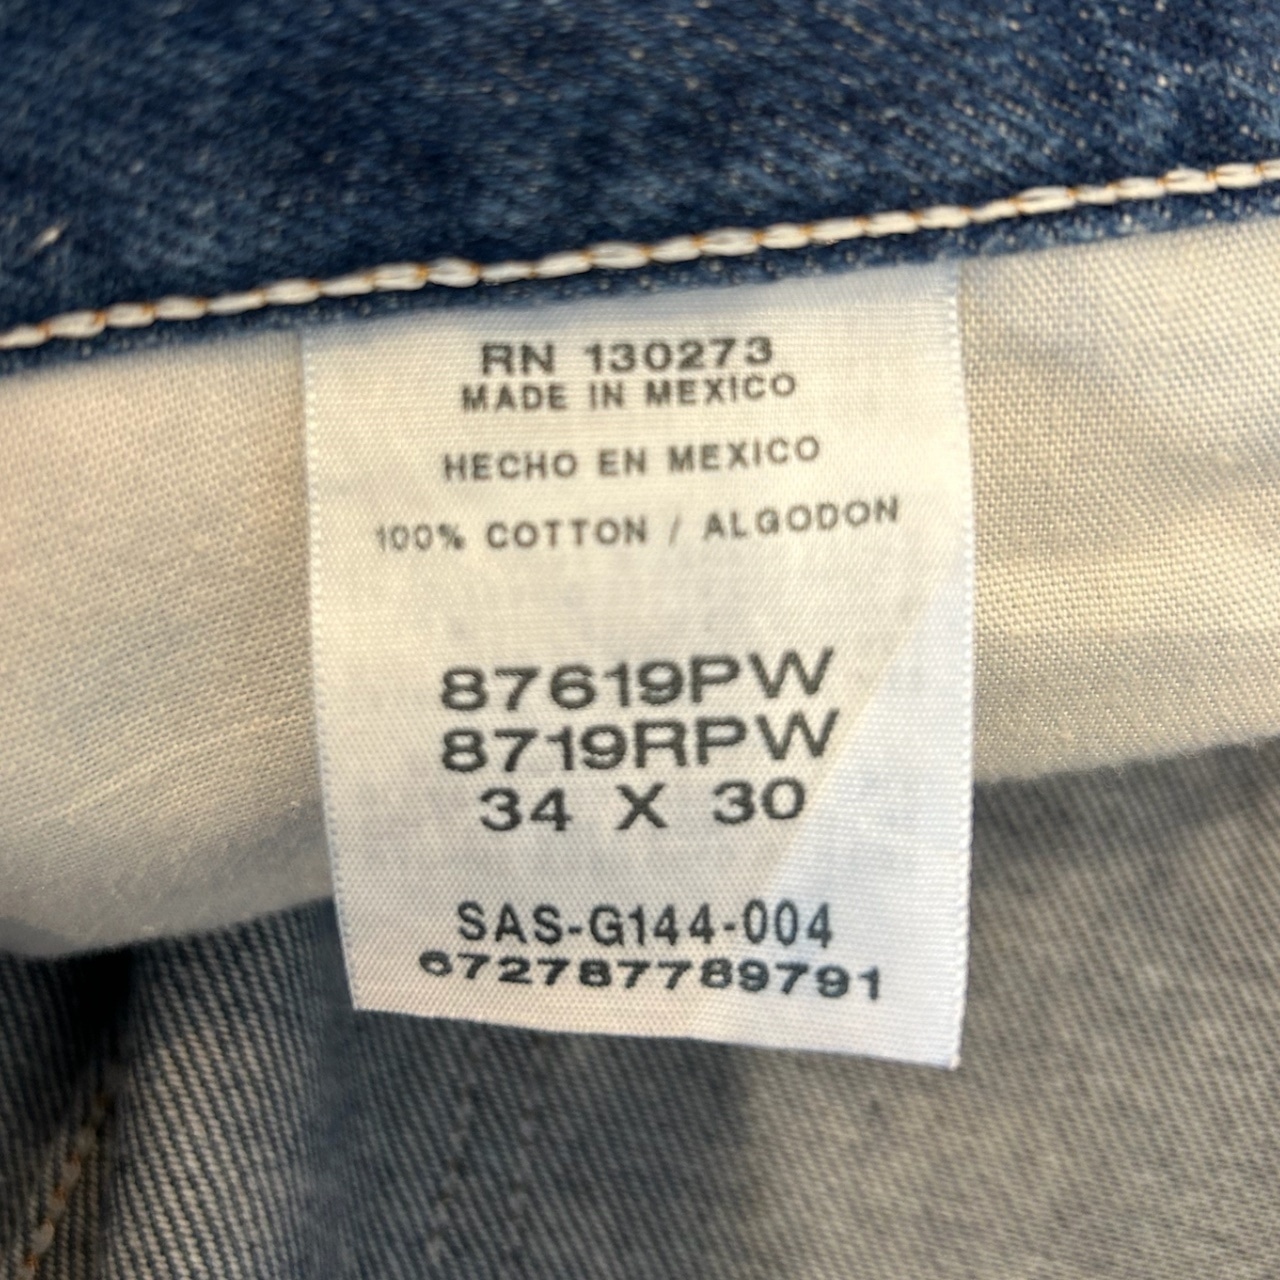 RN 130273
MADE IN MEXICO
HECHO EN MEXICO
100% COTTON / ALGODON
87619PW
8719RPW
34 X 30
SAS-G144-004
672787789791